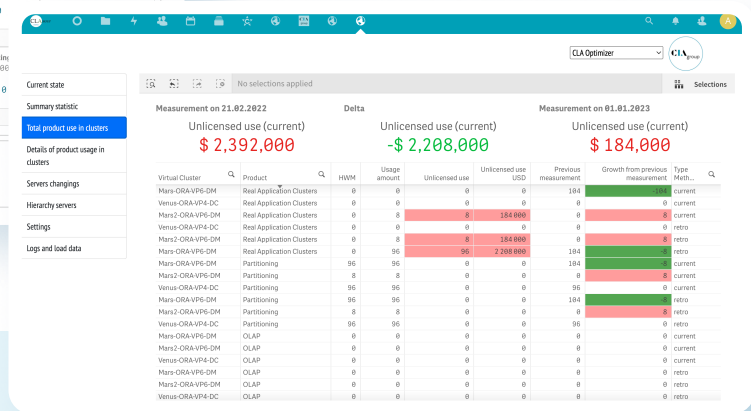 CLA group
A
CLA Optimizer
CLA group
Current state
Summary statistic
Total product use in clusters
Details of product usage in
clusters
Servers changings
Hierarchy servers
Settings
Logs and load data
No selections applied
Selections
Measurement on 21.02.2022 Delta Measurement on 01.01.2023
Unlicensed use (current) Unlicensed use (current) Unlicensed use (current)
$ 2,392,000 -$ 2,208,000 $ 184,000
Virtual Cluster Product HWM Usage amount Unlicensed use Unlicensed use USD Previous measurement Growth from previous measurement Type Meth...
Mars-ORA-VP6-DM Real Application Clusters 0 0 0 0 104 -104 current
Venus-ORA-VP4-DC Real Application Clusters 0 0 0 0 0 0 current
Mars2-ORA-VP6-DM Real Application Clusters 0 8 8 184 000 0 8 current
Venus-ORA-VP4-DC Real Application Clusters 0 0 0 0 0 0 retro
Mars2-ORA-VP6-DM Real Application Clusters 0 8 8 184 000 0 8 retro
Mars-ORA-VP6-DM Real Application Clusters 0 96 96 2 208 000 104 -8 retro
Mars-ORA-VP6-DM Partitioning 96 96 0 0 104 -8 current
Mars2-ORA-VP6-DM Partitioning 8 8 0 0 0 8 current
Venus-ORA-VP4-DC Partitioning 96 96 0 0 96 0 current
Mars-ORA-VP6-DM Partitioning 96 96 0 0 104 -8 retro
Mars2-ORA-VP6-DM Partitioning 8 8 0 0 0 8 retro
Venus-ORA-VP4-DC Partitioning 96 96 0 0 96 0 retro
Mars-ORA-VP6-DM OLAP 0 0 0 0 0 0 current
Mars2-ORA-VP6-DM OLAP 0 0 0 0 0 0 current
Venus-ORA-VP4-DC OLAP 0 0 0 0 0 0 current
Mars-ORA-VP6-DM OLAP 0 0 0 0 0 0 retro
Mars2-ORA-VP6-DM OLAP 0 0 0 0 0 0 retro
Venus-ORA-VP4-DC OLAP 0 0 0 0 0 0 retro